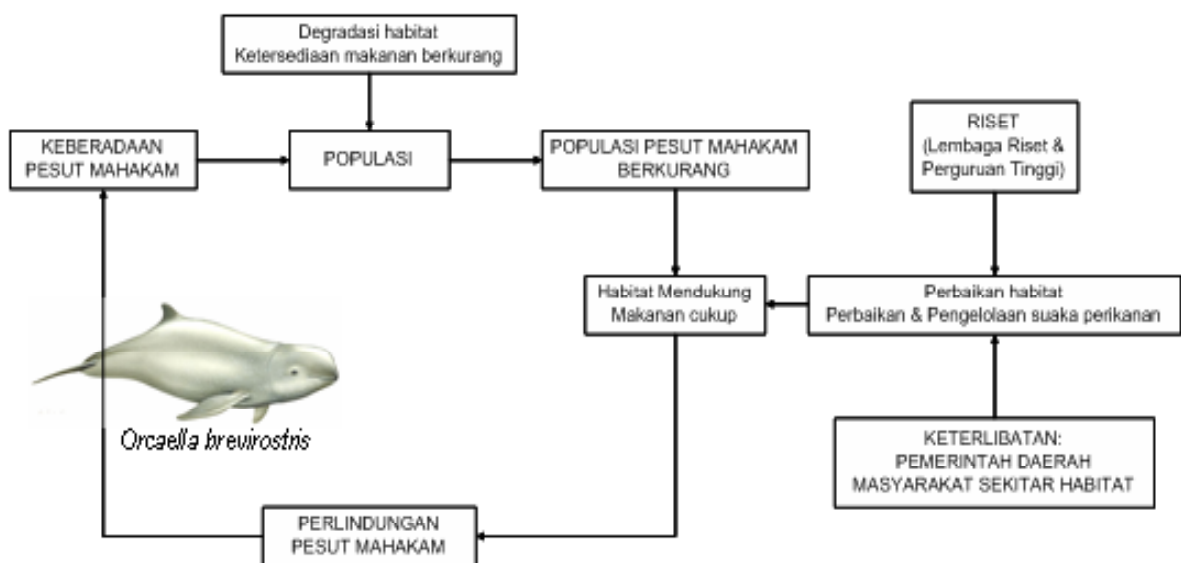 Degradasi habitat
Ketersediaan makanan berkurang
KEBERADAAN
PESUT MAHAKAM
POPULASI
POPULASI PESUT MAHAKAM
BERKURANG
RISET
(Lembaga Riset &
Perguruan Tinggi)
Habitat Mendukung
Makanan cukup
Perbaikan habitat
Perbaikan & Pengelolaan suaka perikanan
Orcaella brevirostris
KETERLIBATAN:
PEMERINTAH DAERAH
MASYARAKAT SEKITAR HABITAT
PERLINDUNGAN
PESUT MAHAKAM